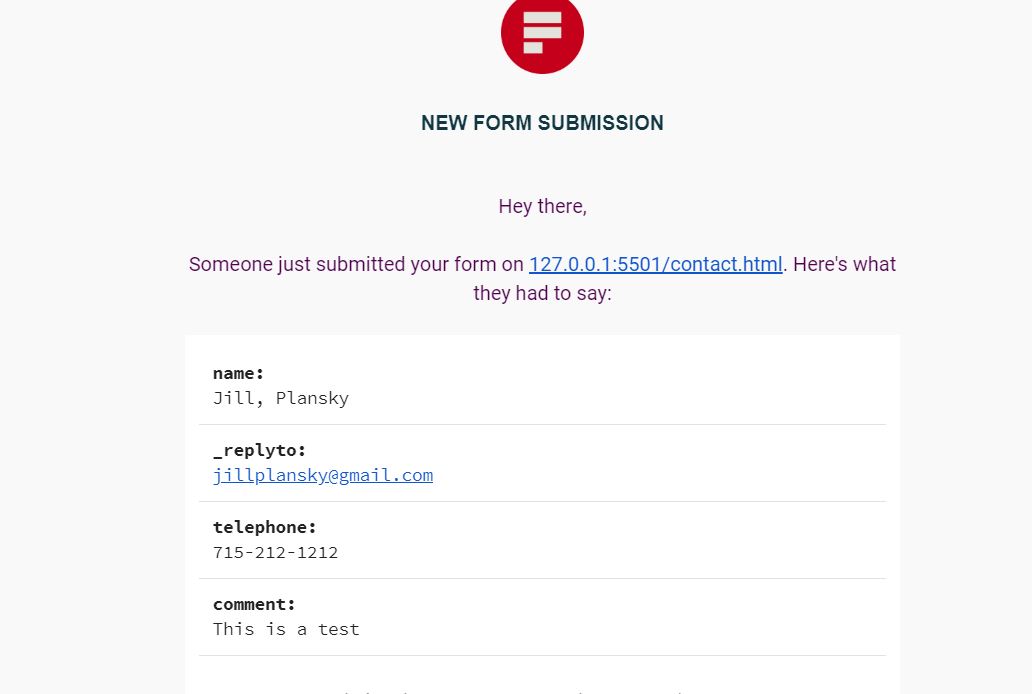 NEW FORM SUBMISSION
Hey there,
Someone just submitted your form on 127.0.0.1:5501/contact.html. Here's what
they had to say:
name:
Jill, Plansky
_replyto:
jillplansky@gmail.com
telephone:
715-212-1212
comment:
This is a test